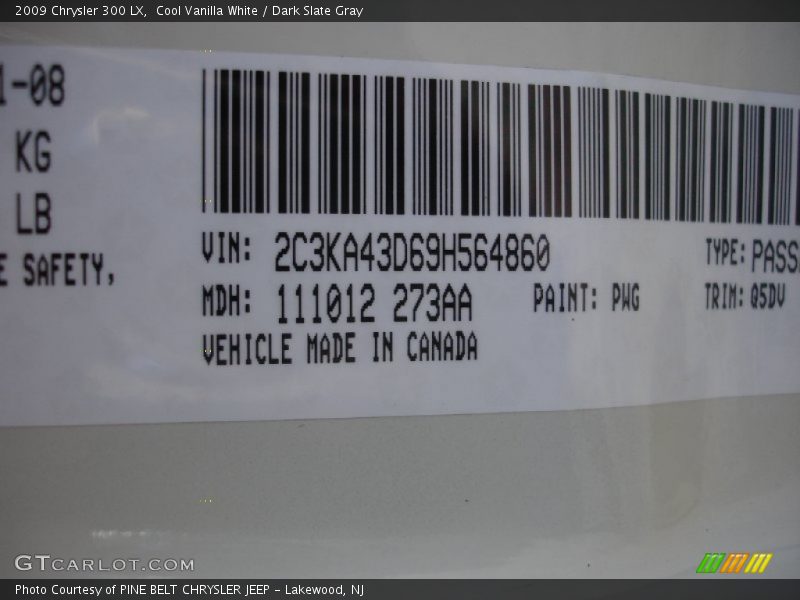 2009 Chrysler 300 LX,  Cool Vanilla White / Dark Slate Gray
1-08
KG
LB
E SAFETY,
VIN: 2C3KA43D69H564860
TYPE: PASS
MDH: 111012 273AA
PAINT: PWG
TRIM: Q5DV
VEHICLE MADE IN CANADA
GTCARLOT.COM
Photo Courtesy of PINE BELT CHRYSLER JEEP - Lakewood, NJ